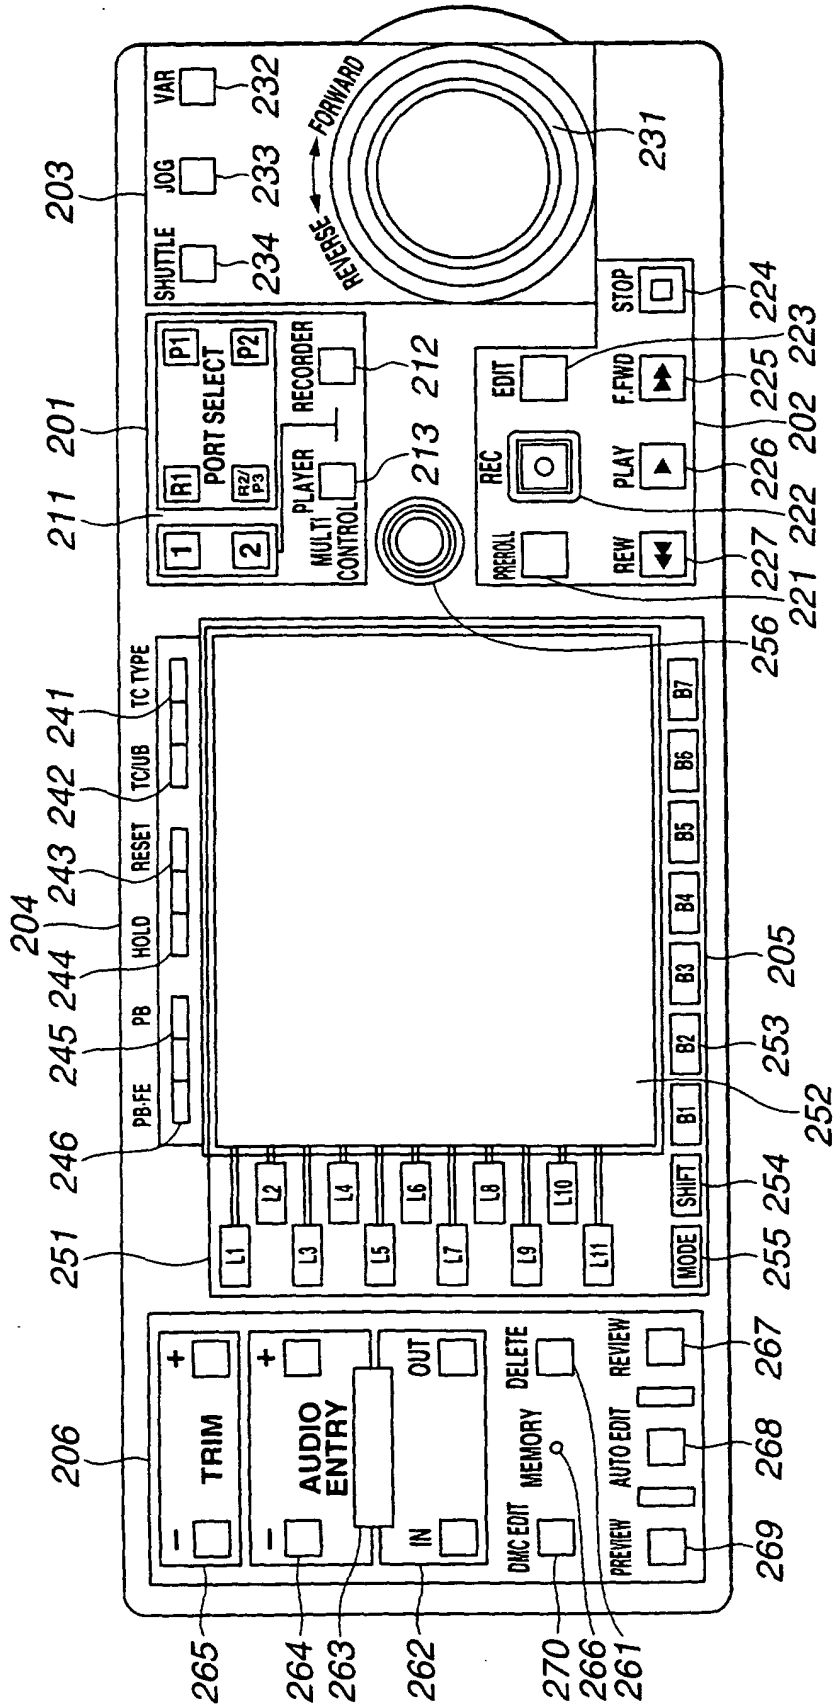 206
251
246
245
244
204
243
242
241
211
201
203
265
264
263
262
270
266
261
TRIM
−
+
AUDIO
ENTRY
−
+
IN
OUT
DMC EDIT
MEMORY
DELETE
PREVIEW
AUTO EDIT
REVIEW
269
268
267
PB·FE
PB
HOLD
RESET
TC/UB
TC TYPE
L1
L2
L3
L4
L5
L6
L7
L8
L9
L10
L11
MODE
SHIFT
B1
B2
B3
B4
B5
B6
B7
255
254
253
205
252
1
2
R1
P1
PORT SELECT
R2/
P3
P2
MULTI
CONTROL
PLAYER
RECORDER
213
212
256
PREROLL
REC
EDIT
REW
PLAY
F.FWD
STOP
221
227
222
226
202
225
223
224
SHUTTLE
JOG
VAR
234
233
232
REVERSE
FORWARD
231